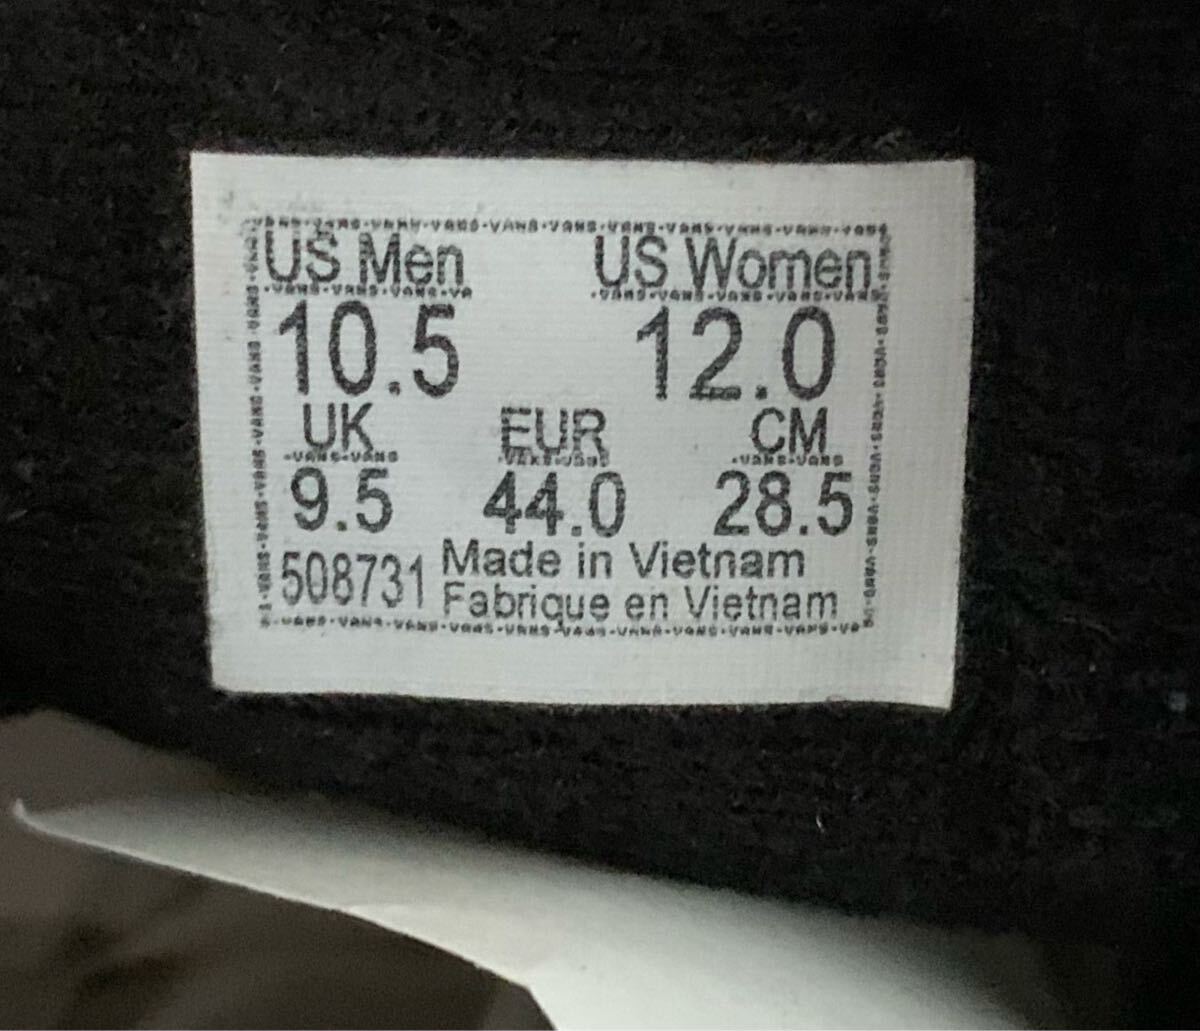 US Men US Women
10.5 12.0
UK EUR CM
9.5 44.0 28.5
508731 Made in Vietnam
Fabrique en Vietnam